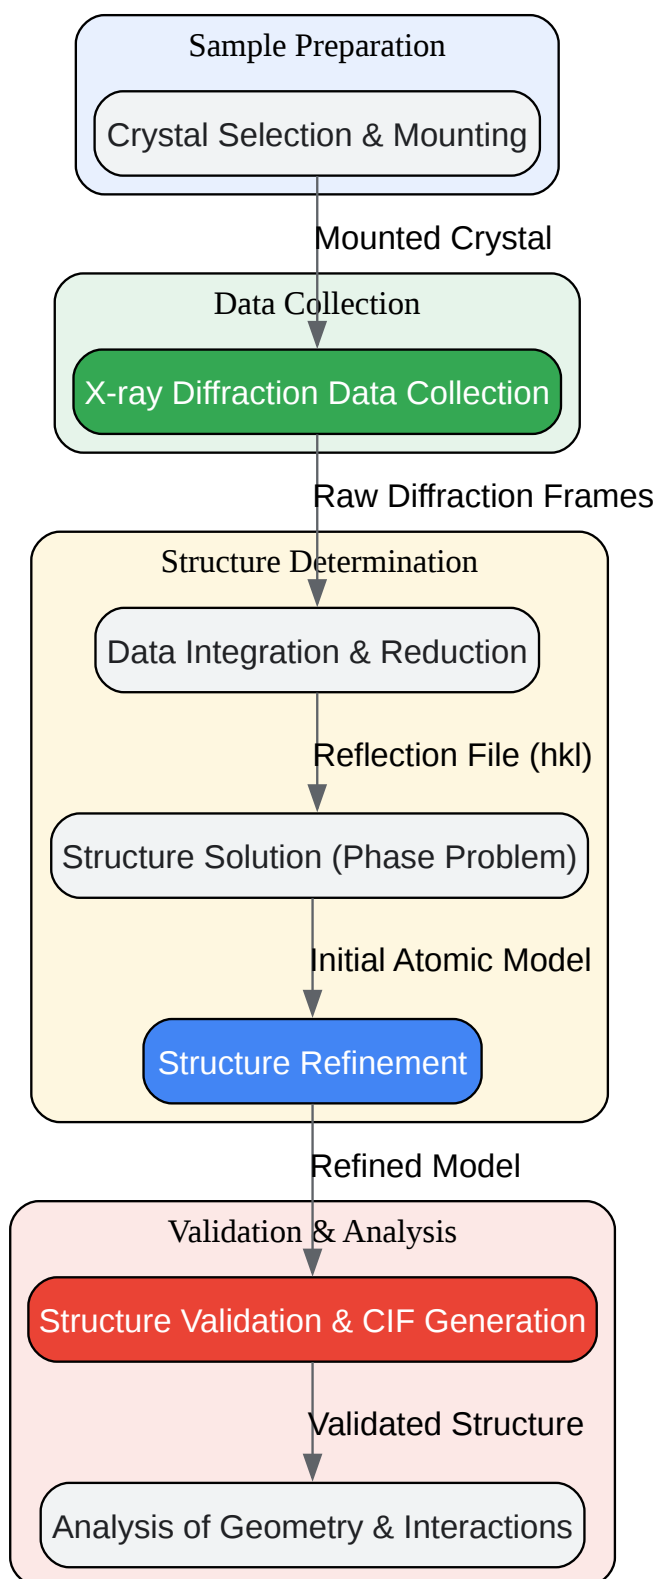 Sample Preparation
Crystal Selection & Mounting
Mounted Crystal
Data Collection
X-ray Diffraction Data Collection
Raw Diffraction Frames
Structure Determination
Data Integration & Reduction
Reflection File (hkl)
Structure Solution (Phase Problem)
Initial Atomic Model
Structure Refinement
Refined Model
Validation & Analysis
Structure Validation & CIF Generation
Validated Structure
Analysis of Geometry & Interactions